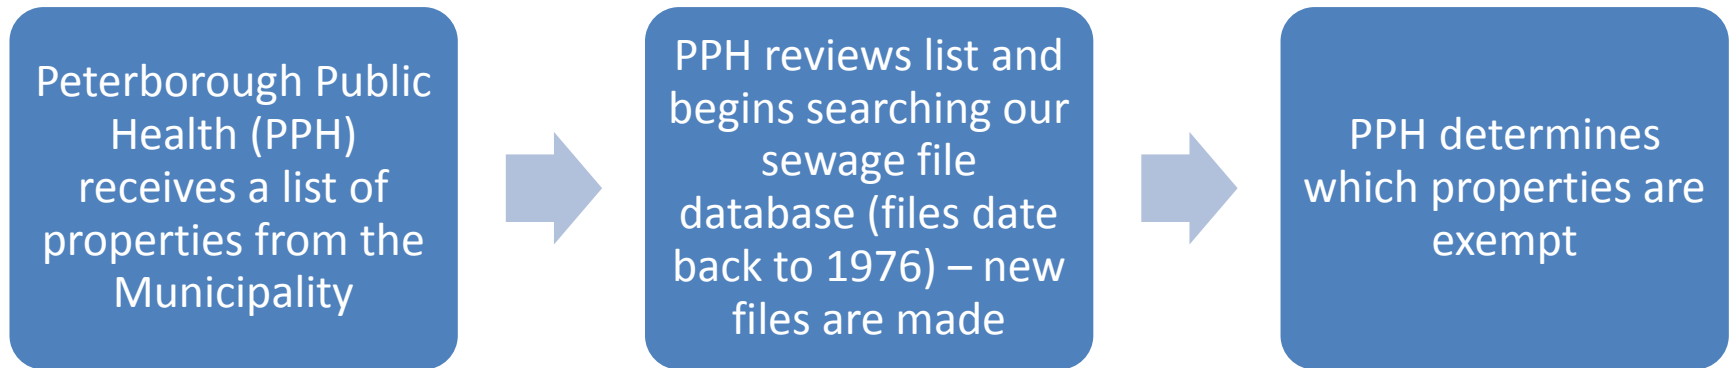 Peterborough Public
Health (PPH)
receives a list of
properties from the
Municipality
PPH reviews list and
begins searching our
sewage file
database (files date
back to 1976) – new
files are made
PPH determines
which properties are
exempt